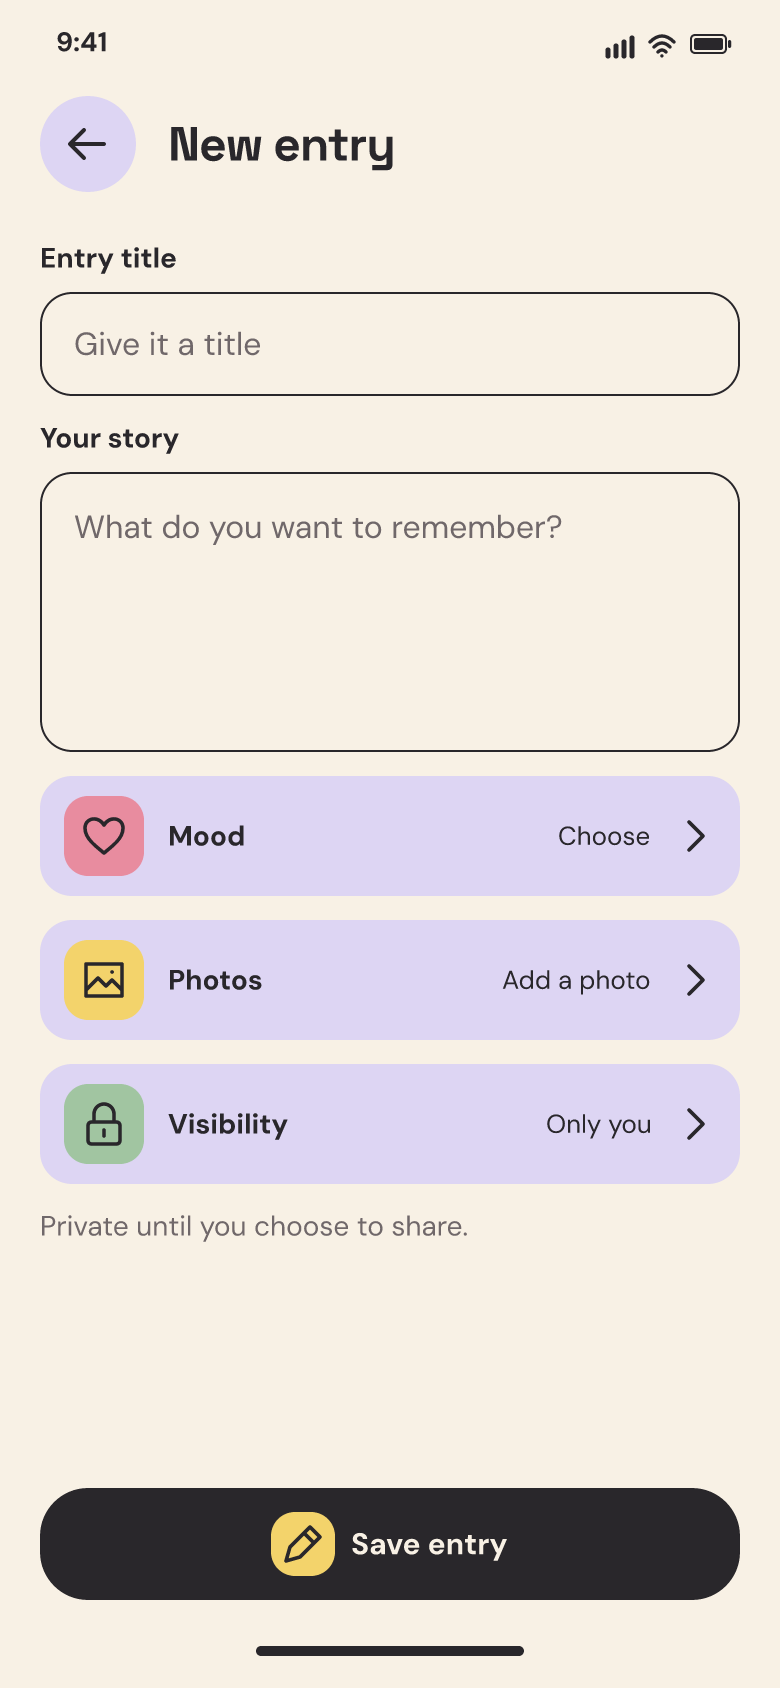 9:41
New entry
Entry title
Give it a title
Your story
What do you want to remember?
Mood Choose
Photos Add a photo
Visibility Only you
Private until you choose to share.
Save entry